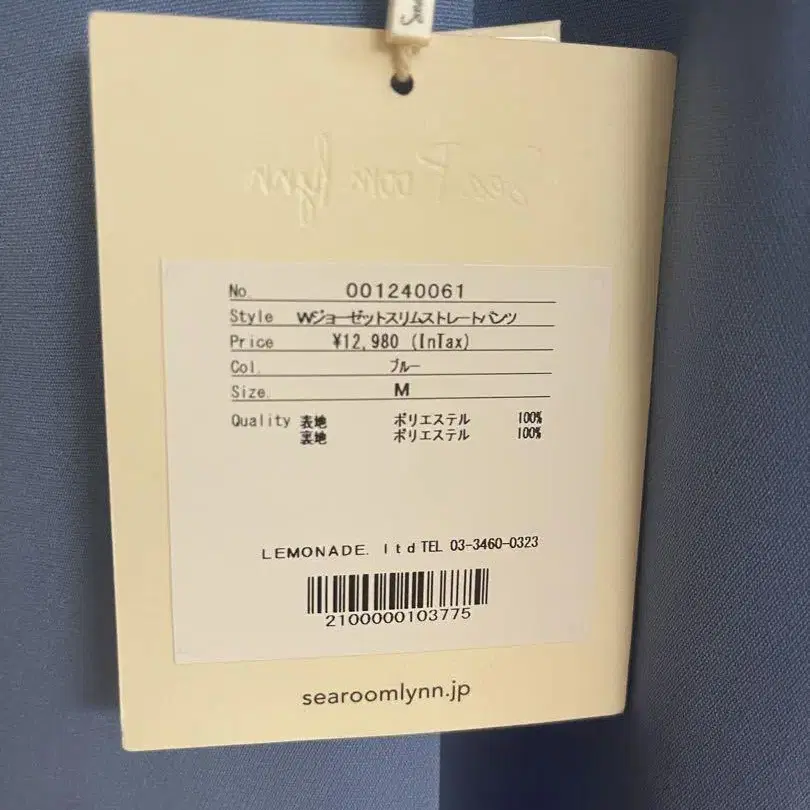 Sea Room lynn
No. 001240061
Style Wジョーゼットスリムストレートパンツ
Price ¥12,980 (InTax)
Col. ブルー
Size. M
Quality 表地 ポリエステル 100%
裏地 ポリエステル 100%
LEMONADE. ltd TEL 03-3460-0323
2100000103775
searoomlynn.jp